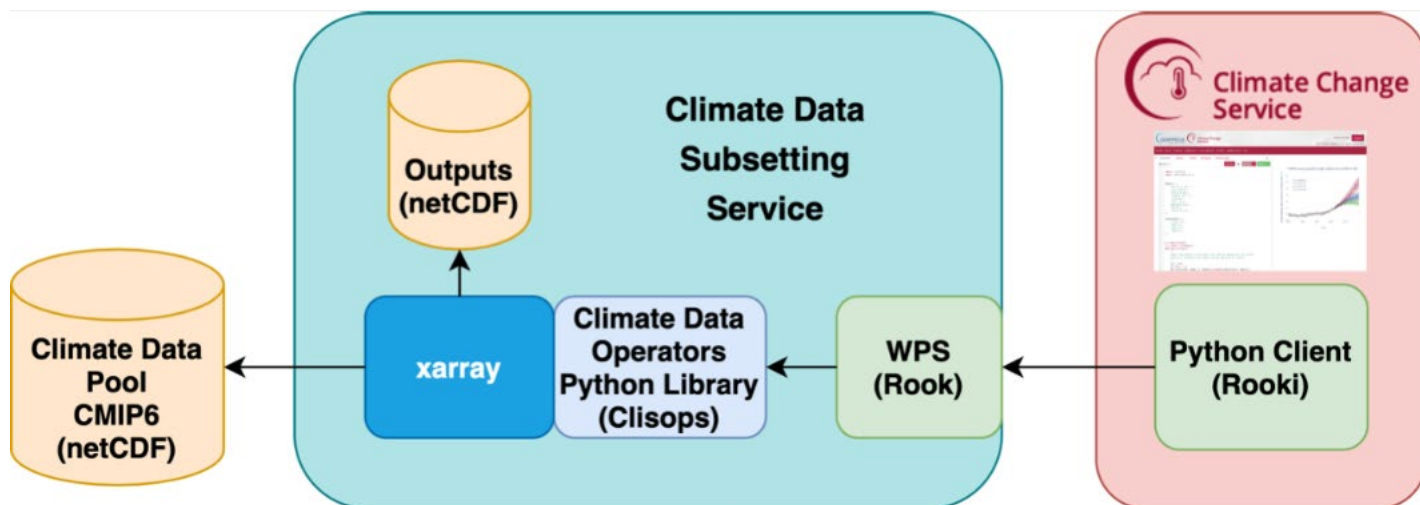 Outputs
(netCDF)
Climate Data
Subsetting
Service
Climate Change
Service
Climate Data
Pool
CMIP6
(netCDF)
xarray
Climate Data
Operators
Python Library
(Clisops)
WPS
(Rook)
Python Client
(Rooki)